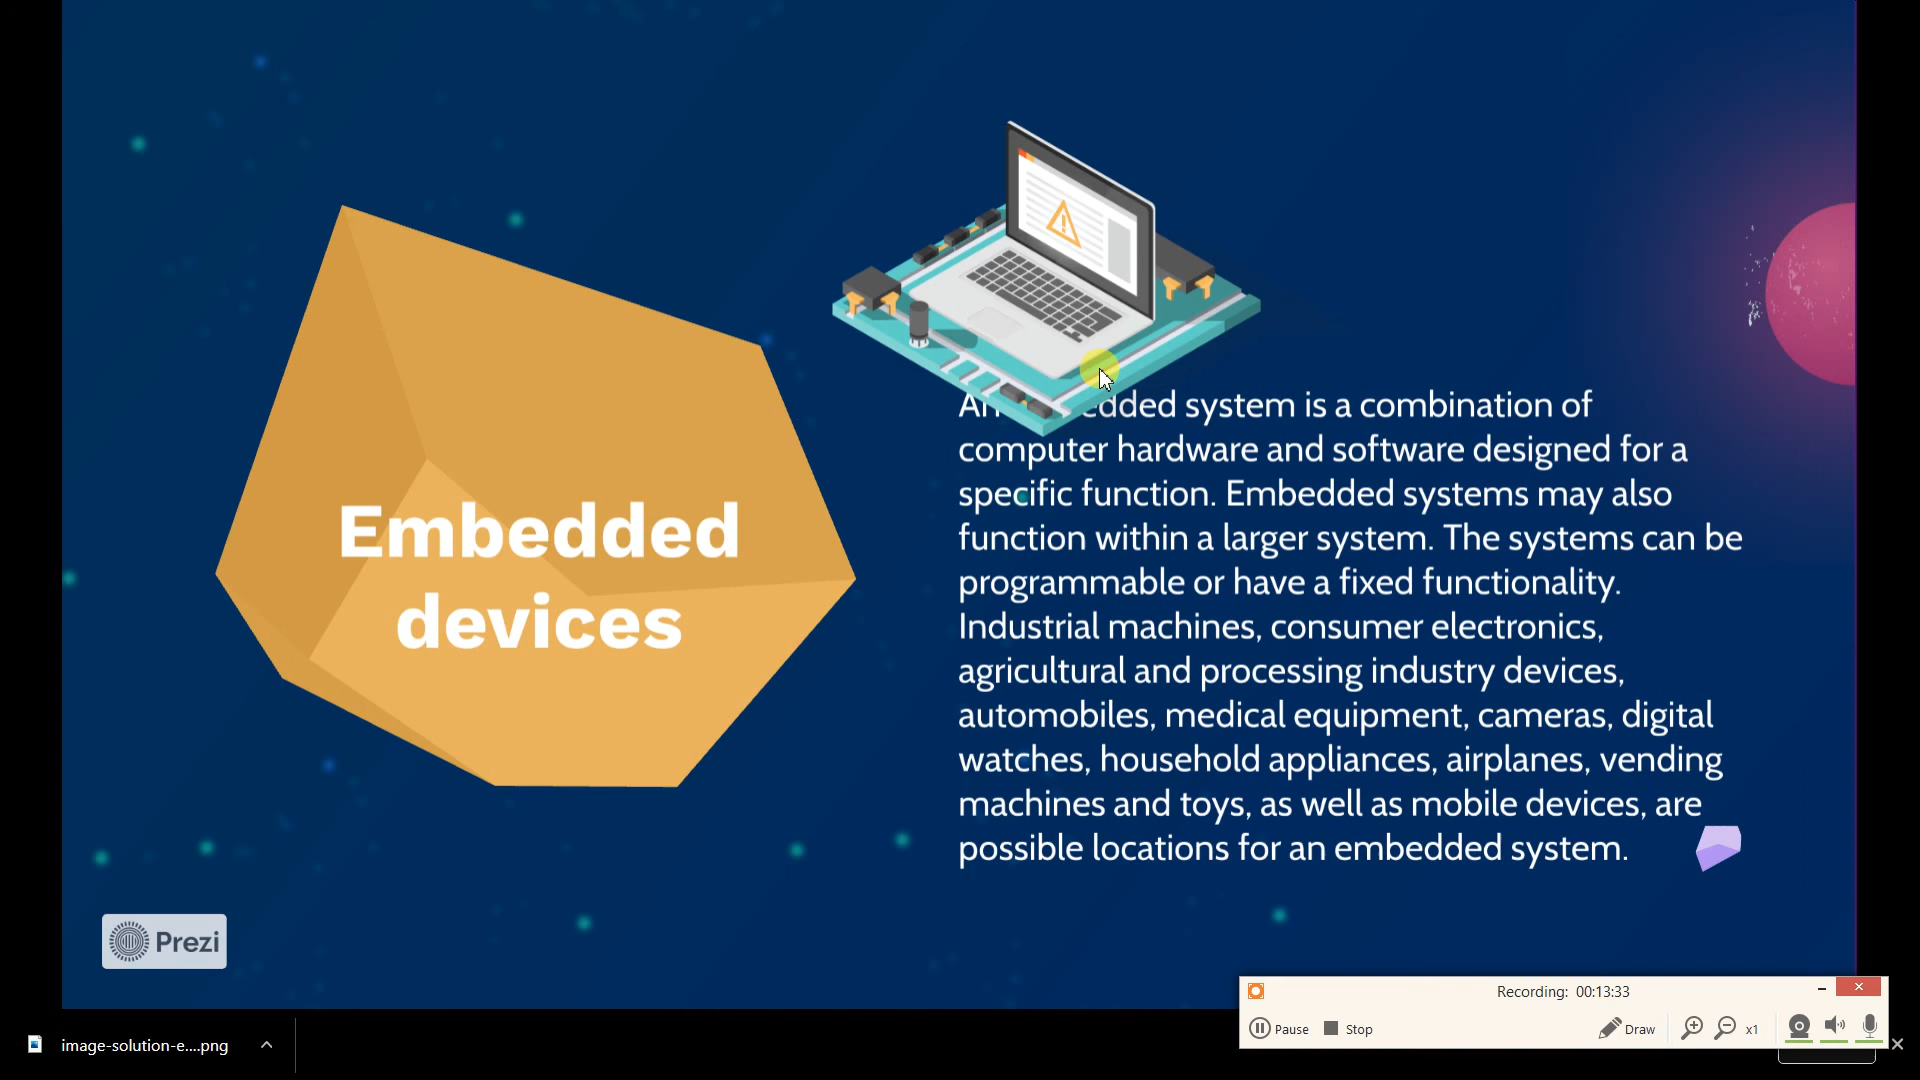 Embedded
devices
An edded system is a combination of
computer hardware and software designed for a
specific function. Embedded systems may also
function within a larger system. The systems can be
programmable or have a fixed functionality.
Industrial machines, consumer electronics,
agricultural and processing industry devices,
automobiles, medical equipment, cameras, digital
watches, household appliances, airplanes, vending
machines and toys, as well as mobile devices, are
possible locations for an embedded system.
Prezi
Recording: 00:13:33
Pause Stop Draw x1
image-solution-e....png